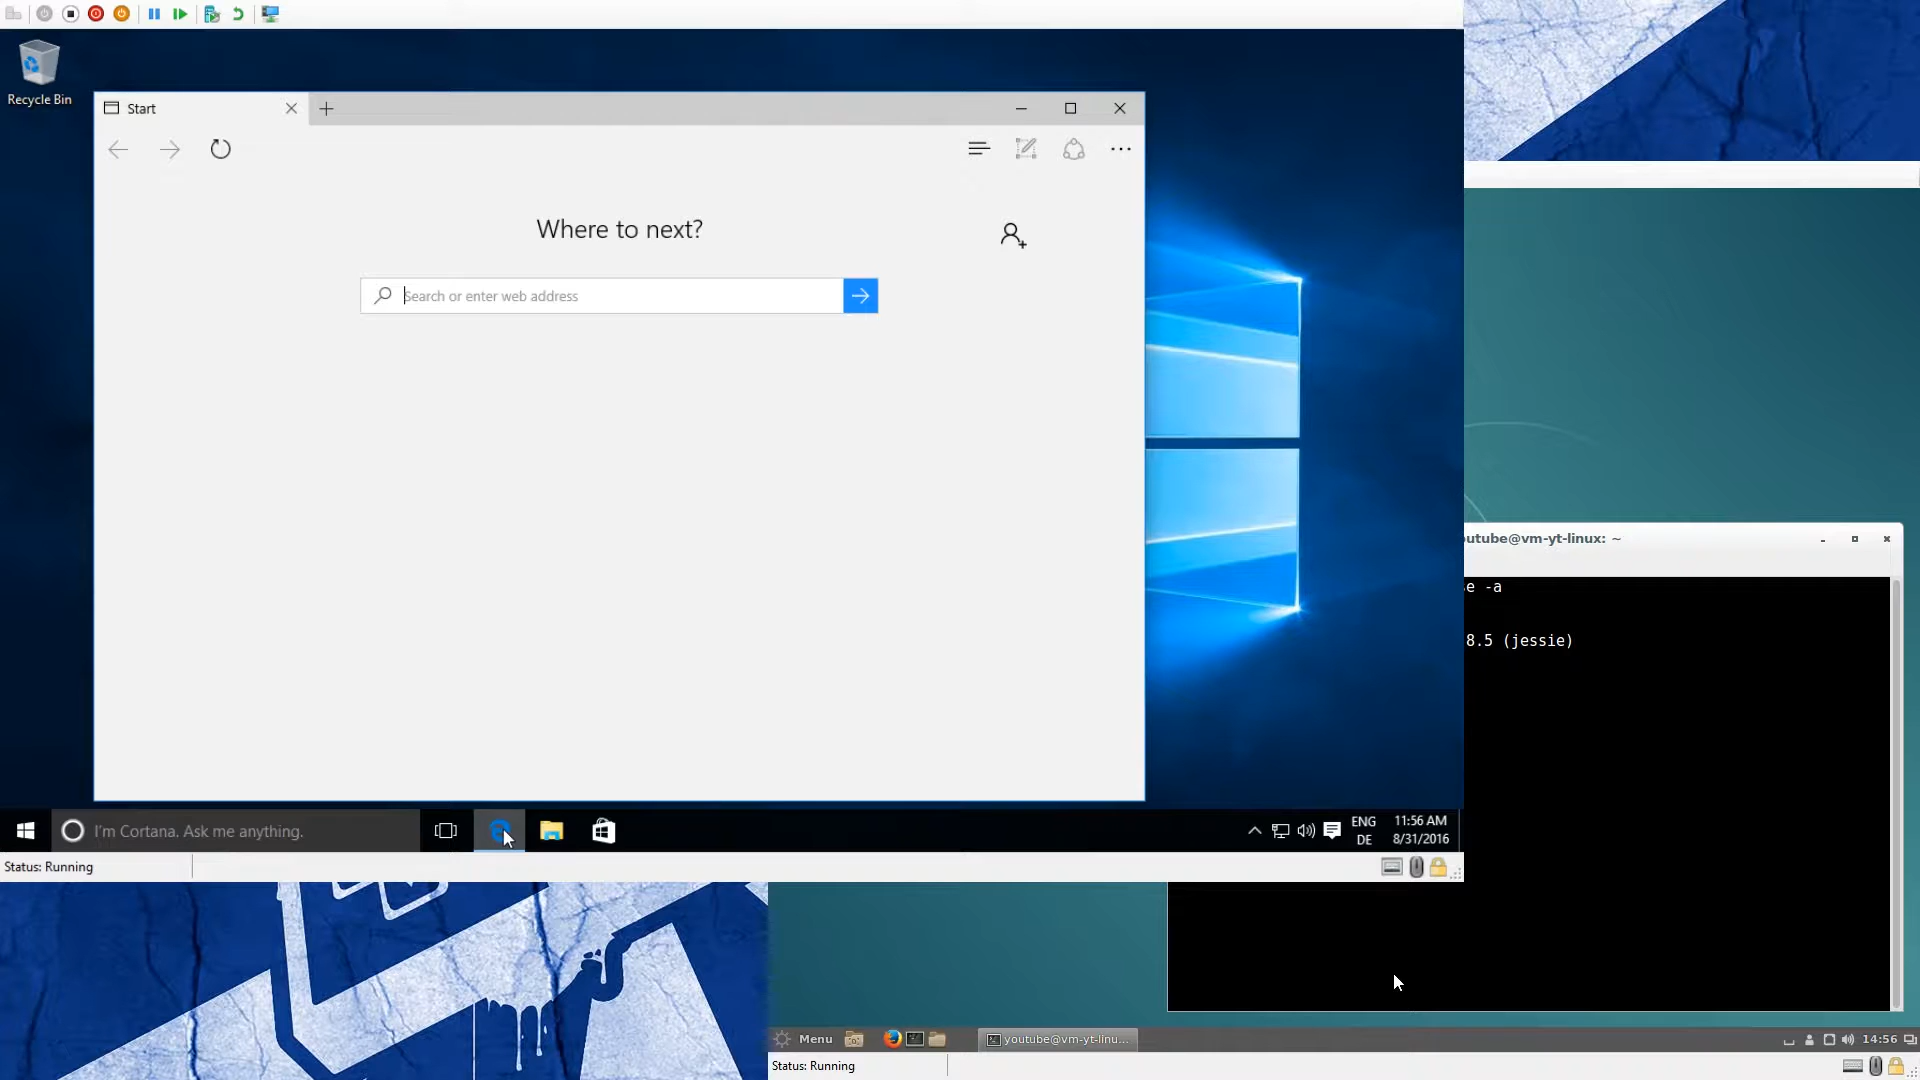 Recycle Bin
Start
Where to next?
Search or enter web address
outube@vm-yt-linux: ~
se -a
8.5 (jessie)
I'm Cortana. Ask me anything.
ENG
DE
11:56 AM
8/31/2016
Status: Running
Menu
youtube@vm-yt-linu...
14:56
Status: Running